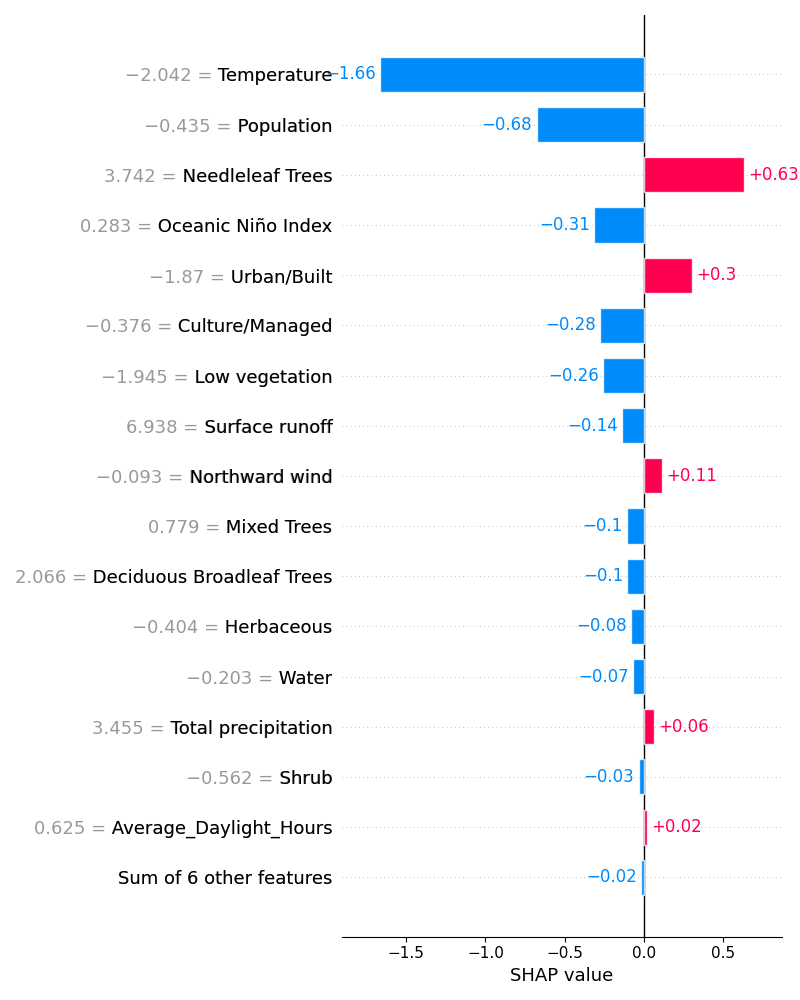 −2.042 = Temperature −1.66
−0.435 = Population −0.68
3.742 = Needleleaf Trees +0.63
0.283 = Oceanic Niño Index −0.31
−1.87 = Urban/Built +0.3
−0.376 = Culture/Managed −0.28
−1.945 = Low vegetation −0.26
6.938 = Surface runoff −0.14
−0.093 = Northward wind +0.11
0.779 = Mixed Trees −0.1
2.066 = Deciduous Broadleaf Trees −0.1
−0.404 = Herbaceous −0.08
−0.203 = Water −0.07
3.455 = Total precipitation +0.06
−0.562 = Shrub −0.03
0.625 = Average_Daylight_Hours +0.02
Sum of 6 other features −0.02
−1.5 −1.0 −0.5 0.0 0.5
SHAP value